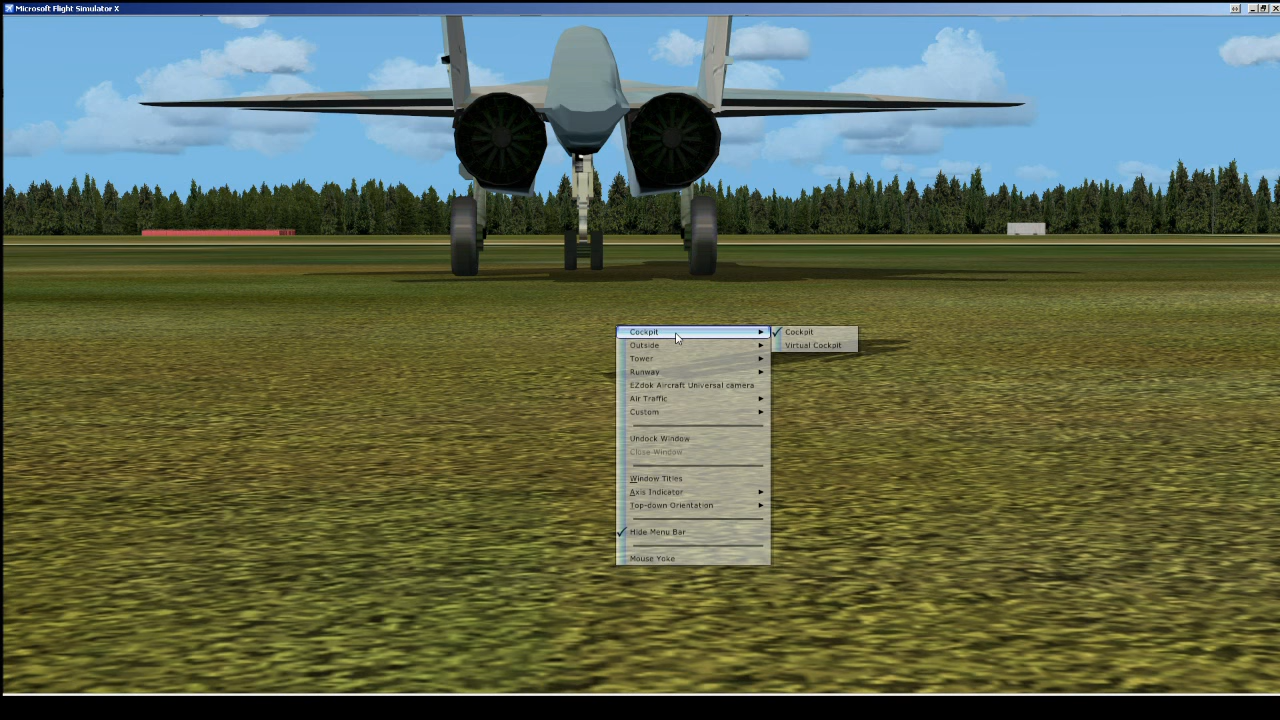 Microsoft Flight Simulator X
Cockpit
Cockpit
Outside
Virtual Cockpit
Tower
Runway
EZdok Aircraft Universal camera
Air Traffic
Custom
Undock Window
Close Window
Window Titles
Axis Indicator
Top-down Orientation
Hide Menu Bar
Mouse Yoke